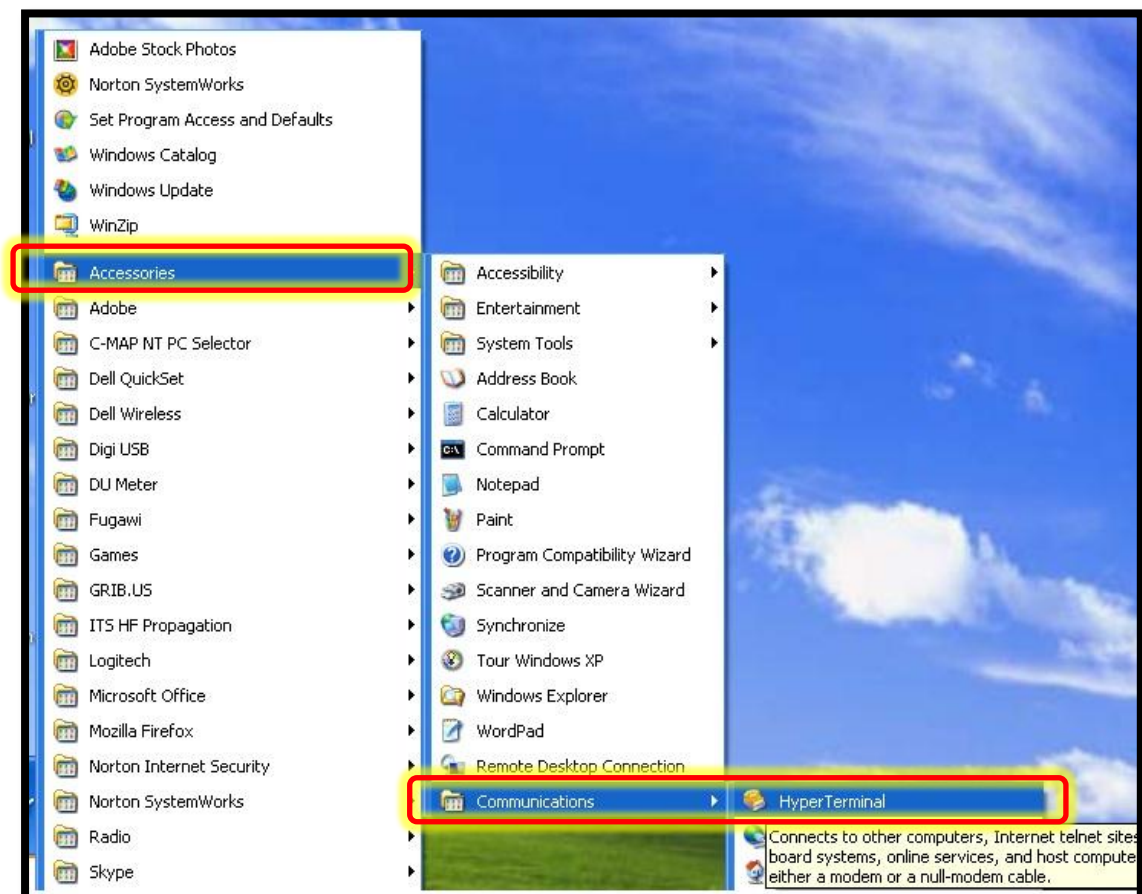 Adobe Stock Photos
Norton SystemWorks
Set Program Access and Defaults
Windows Catalog
Windows Update
WinZip
Accessories
Adobe
C-MAP NT PC Selector
Dell QuickSet
Dell Wireless
Digi USB
DU Meter
Fugawi
Games
GRIB.US
ITS HF Propagation
Logitech
Microsoft Office
Mozilla Firefox
Norton Internet Security
Norton SystemWorks
Radio
Skype
Accessibility
Entertainment
System Tools
Address Book
Calculator
Command Prompt
Notepad
Paint
Program Compatibility Wizard
Scanner and Camera Wizard
Synchronize
Tour Windows XP
Windows Explorer
WordPad
Remote Desktop Connection
Communications
HyperTerminal
Connects to other computers, Internet telnet sites
board systems, online services, and host compute
either a modem or a null-modem cable.